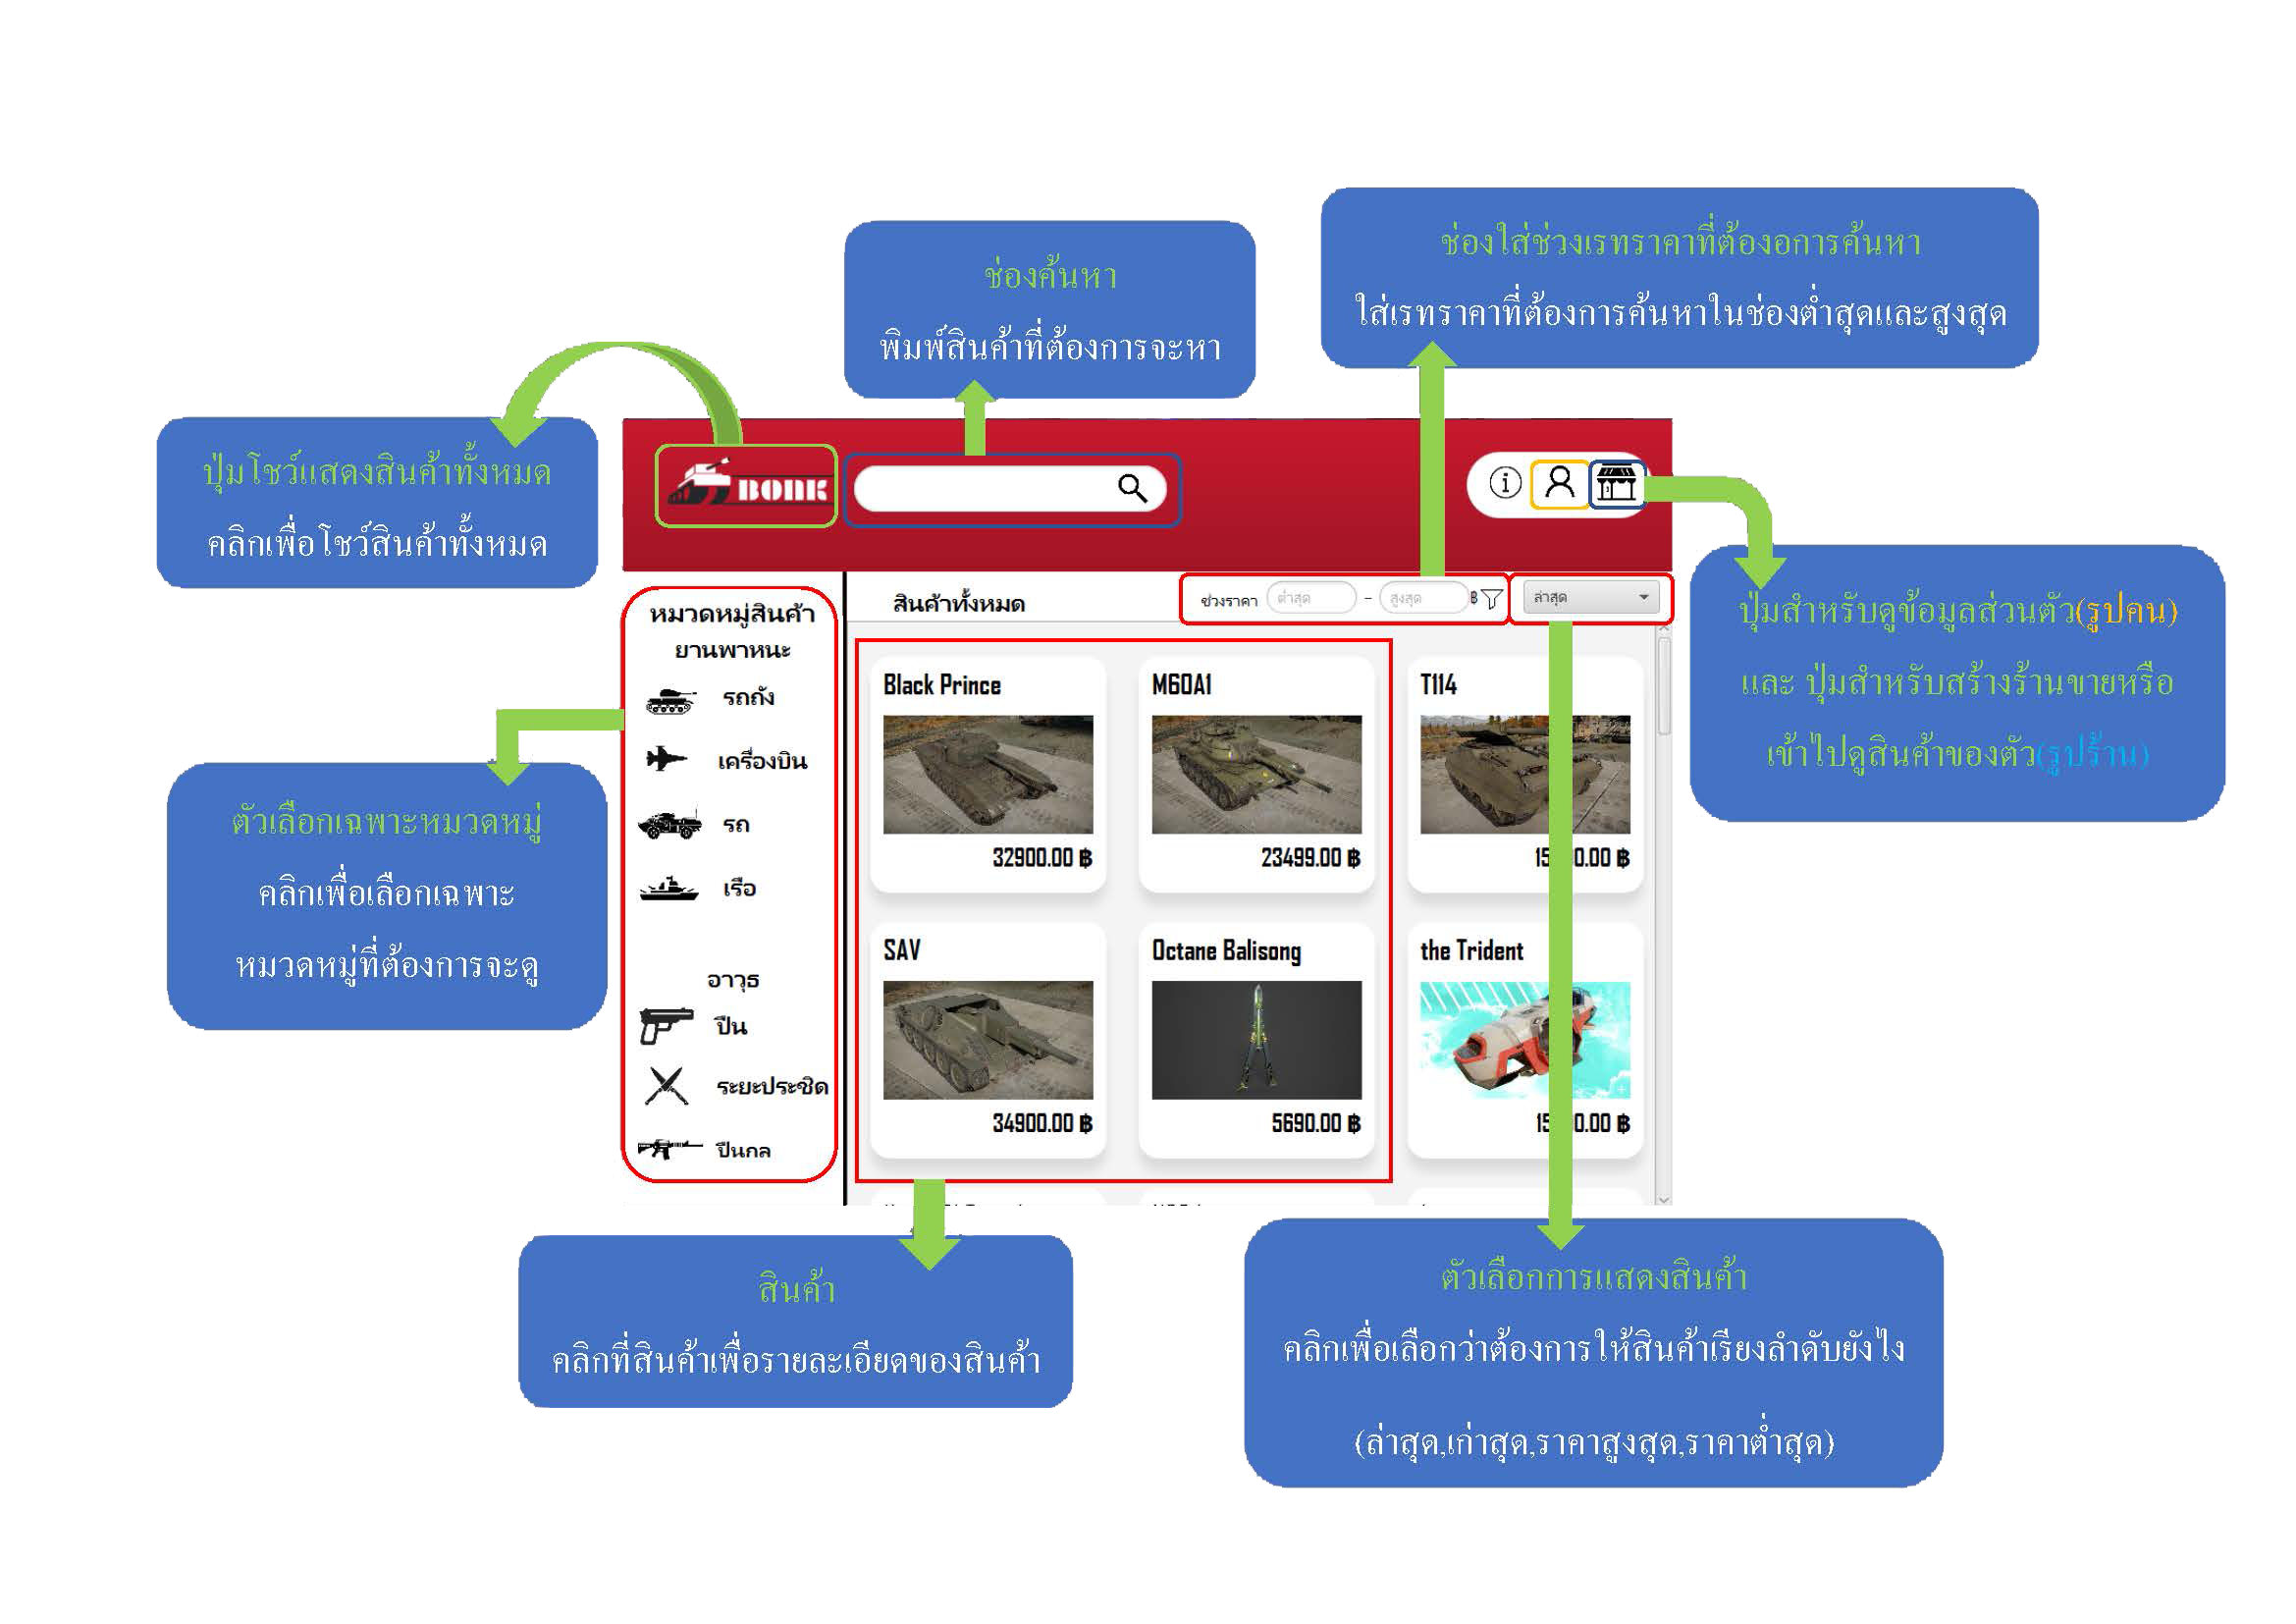 ช่องใส่ช่วงเรทราคาที่ต้องอการค้นหา
ใส่เรทราคาที่ต้องการค้นหาในช่องต่ำสุดและสูงสุด
ช่องค้นหา
พิมพ์สินค้าที่ต้องการจะหา
ปุ่มโชว์แสดงสินค้าทั้งหมด
คลิกเพื่อโชว์สินค้าทั้งหมด
BONK
ปุ่มสำหรับดูข้อมูลส่วนตัว(รูปคน)
และ ปุ่มสำหรับสร้างร้านขายหรือ
เข้าไปดูสินค้าของตัว(รูปร้าน)
หมวดหมู่สินค้า
ยานพาหนะ
รถถัง
เครื่องบิน
รถ
เรือ
อาวุธ
ปืน
ระยะประชิด
ปืนกล
สินค้าทั้งหมด
ช่วงราคา ต่ำสุด - สูงสุด ฿
ล่าสุด
Black Prince
32900.00 ฿
M60A1
23499.00 ฿
T114
SAV
34900.00 ฿
Octane Balisong
5690.00 ฿
the Trident
ตัวเลือกเฉพาะหมวดหมู่
คลิกเพื่อเลือกเฉพาะ
หมวดหมู่ที่ต้องการจะดู
สินค้า
คลิกที่สินค้าเพื่อรายละเอียดของสินค้า
ตัวเลือกการแสดงสินค้า
คลิกเพื่อเลือกว่าต้องการให้สินค้าเรียงลำดับยังไง
(ล่าสุด,เก่าสุด,ราคาสูงสุด,ราคาต่ำสุด)